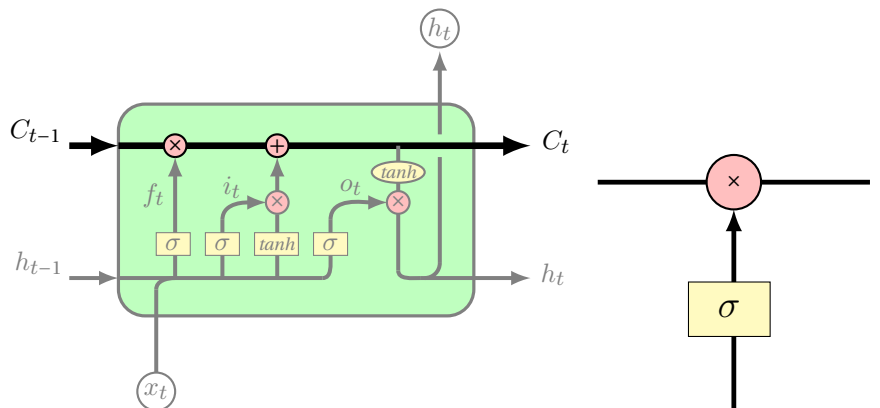 h_t
C_{t-1} × + C_t
tanh
f_t i_t o_t
× ×
σ σ tanh σ
h_{t-1} h_t
x_t
×
σ